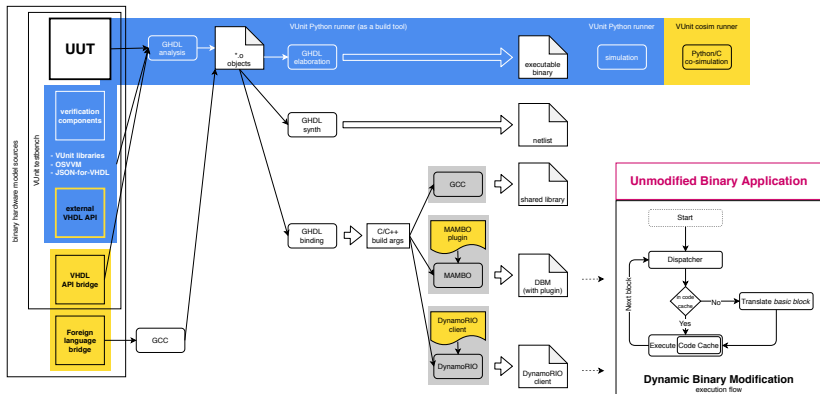 VUnit Python runner (as a build tool)
VUnit Python runner
VUnit cosim runner
UUT
GHDL
analysis
*.o
objects
GHDL
elaboration
executable
binary
simulation
Python/C
co-simulation
binary hardware model sources
VUnit testbench
verification
components
- VUnit libraries
- OSVVM
- JSON-for-VHDL
external
VHDL API
VHDL
API bridge
Foreign
language
bridge
GCC
GHDL
synth
netlist
GHDL
binding
C/C++
build args
GCC
shared library
MAMBO
plugin
MAMBO
DBM
(with plugin)
DynamoRIO
client
DynamoRIO
DynamoRIO
client
Unmodified Binary Application
Start
Dispatcher
Next block
in
code
cache
No
Translate basic block
Yes
Execute
Code Cache
Dynamic Binary Modification
execution flow